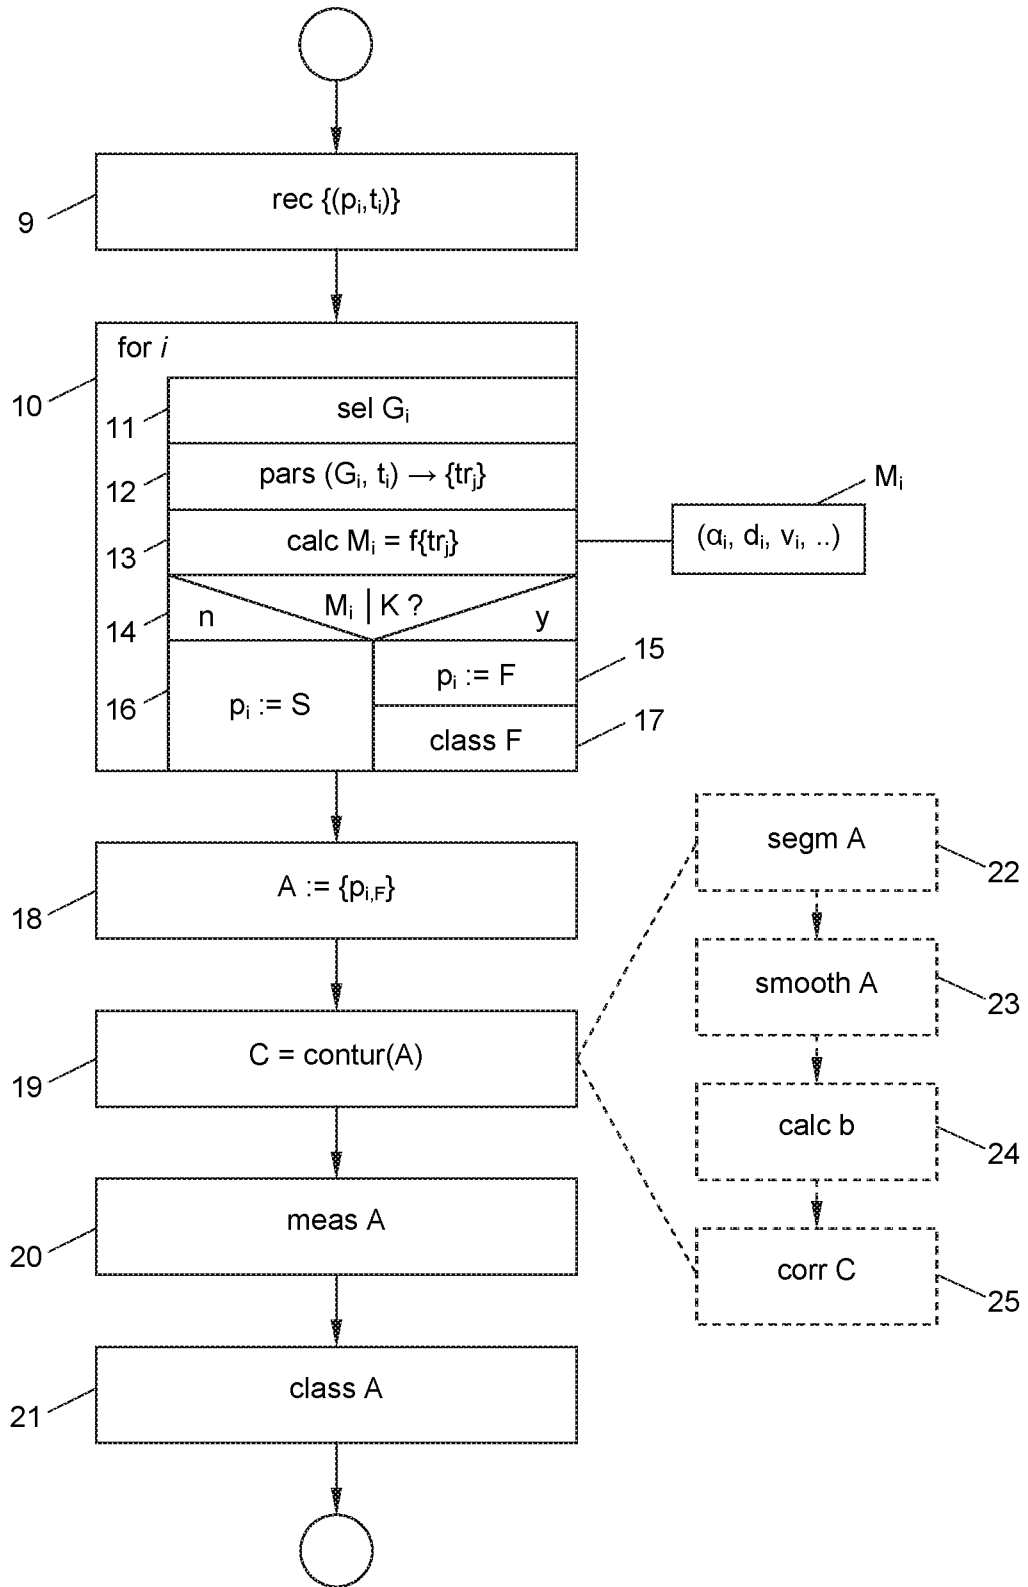 rec {(pᵢ,tᵢ)}
9
for i
10
sel Gᵢ
11
pars (Gᵢ, tᵢ) → {trⱼ}
12
Mᵢ
calc Mᵢ = f{trⱼ}
(αᵢ, dᵢ, vᵢ, ..)
13
Mᵢ | K ?
n
y
14
pᵢ := F
15
pᵢ := S
16
class F
17
A := {pᵢ,F}
18
segm A
22
smooth A
23
C = contur(A)
19
calc b
24
meas A
20
corr C
25
class A
21